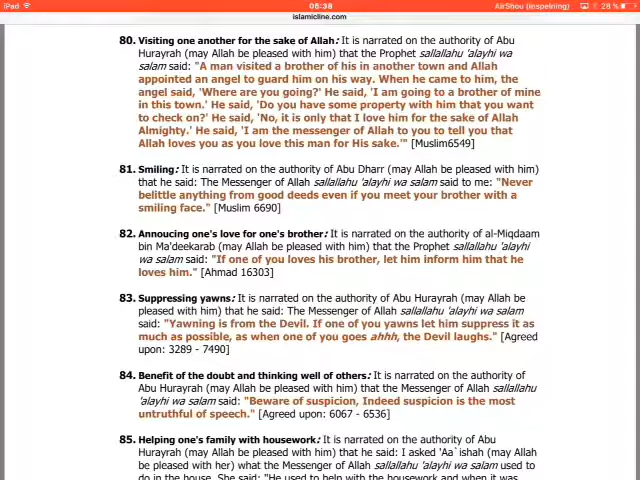 iPad
05:38
AirShou (inspelning)
28 %
islamicline.com
80. Visiting one another for the sake of Allah: It is narrated on the authority of Abu
Hurayrah (may Allah be pleased with him) that the Prophet sallallahu 'alayhi wa
salam said: "A man visited a brother of his in another town and Allah
appointed an angel to guard him on his way. When he came to him, the
angel said, 'Where are you going?' He said, 'I am going to a brother of mine
in this town.' He said, 'Do you have some property with him that you want
to check on?' He said, 'No, it is only that I love him for the sake of Allah
Almighty.' He said, 'I am the messenger of Allah to you to tell you that
Allah loves you as you love this man for His sake.'" [Muslim6549]
81. Smiling: It is narrated on the authority of Abu Dharr (may Allah be pleased with him)
that he said: The Messenger of Allah sallallahu 'alayhi wa salam said to me: "Never
belittle anything from good deeds even if you meet your brother with a
smiling face." [Muslim 6690]
82. Annoucing one's love for one's brother: It is narrated on the authority of al-Miqdaam
bin Ma'deekarab (may Allah be pleased with him) that the Prophet sallallahu 'alayhi
wa salam said: "If one of you loves his brother, let him inform him that he
loves him." [Ahmad 16303]
83. Suppressing yawns: It is narrated on the authority of Abu Hurayrah (may Allah be
pleased with him) that he said: The Messenger of Allah sallallahu 'alayhi wa salam
said: "Yawning is from the Devil. If one of you yawns let him suppress it as
much as possible, as when one of you goes ahhh, the Devil laughs." [Agreed
upon: 3289 - 7490]
84. Benefit of the doubt and thinking well of others: It is narrated on the authority of
Abu Hurayrah (may Allah be pleased with him) that the Messenger of Allah sallallahu
'alayhi wa salam said: "Beware of suspicion, Indeed suspicion is the most
untruthful of speech." [Agreed upon: 6067 - 6536]
85. Helping one's family with housework: It is narrated on the authority of Abu
Hurayrah (may Allah be pleased with him) that he said: I asked 'Aa`ishah (may Allah
be pleased with her) what the Messenger of Allah sallallahu 'alayhi wa salam used to
do in the house. She said: "He used to help with the housework and when it was